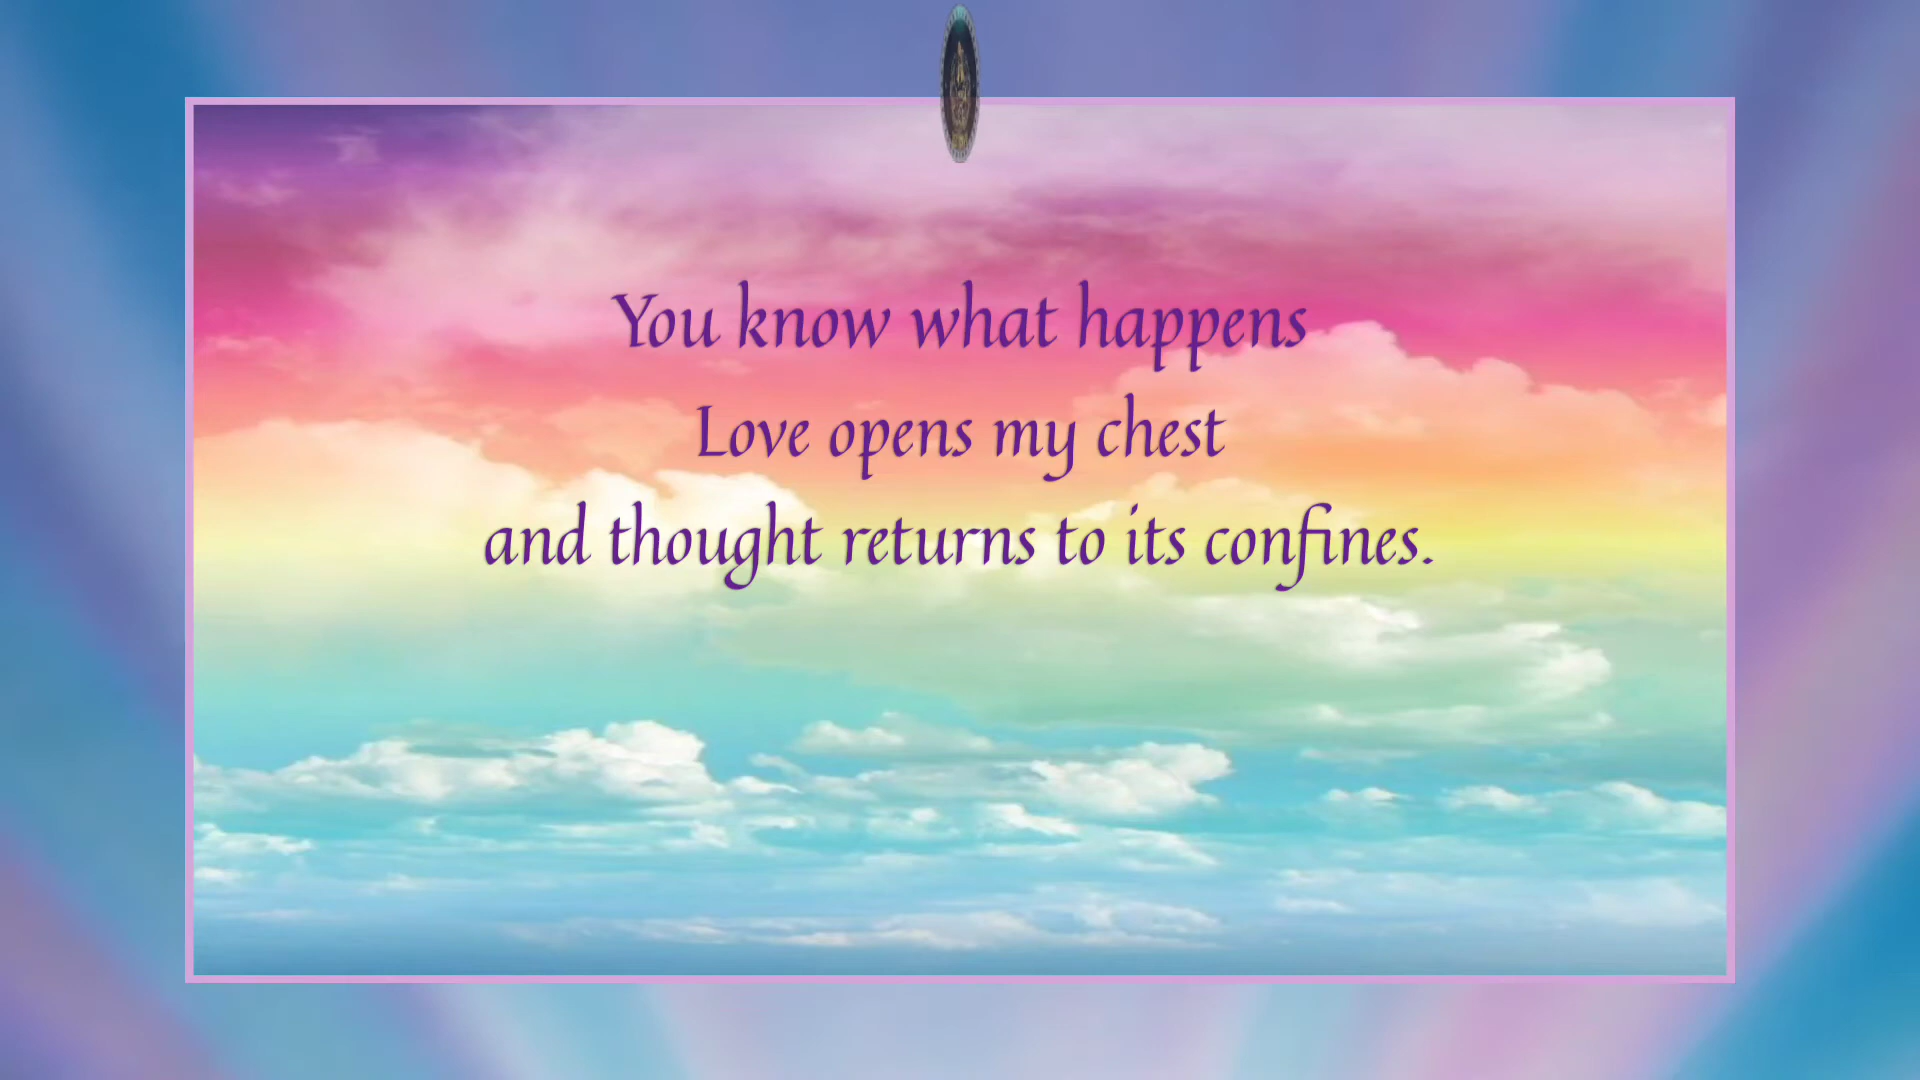 You know what happens
Love opens my chest
and thought returns to its confines.